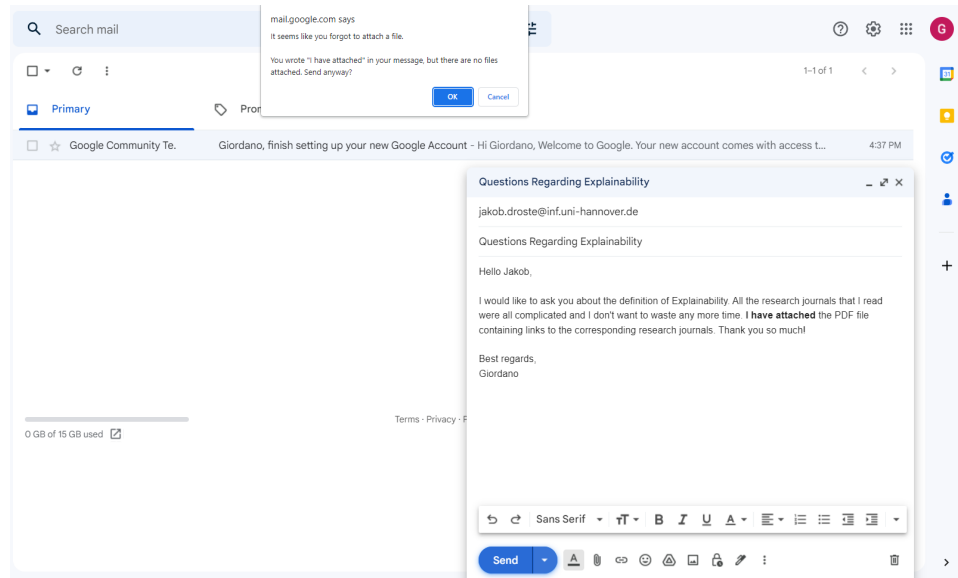 mail.google.com says
It seems like you forgot to attach a file.
You wrote "I have attached" in your message, but there are no files
attached. Send anyway?
OK
Cancel
Search mail
G
1–1 of 1
31
Primary
Google Community Te.
Giordano, finish setting up your new Google Account - Hi Giordano, Welcome to Google. Your new account comes with access t...
4:37 PM
Questions Regarding Explainability
jakob.droste@inf.uni-hannover.de
Questions Regarding Explainability
Hello Jakob,
I would like to ask you about the definition of Explainability. All the research journals that I read
were all complicated and I don't want to waste any more time. I have attached the PDF file
containing links to the corresponding research journals. Thank you so much!
Best regards,
Giordano
Terms · Privacy ·
0 GB of 15 GB used
Sans Serif
B I U A
Send
A